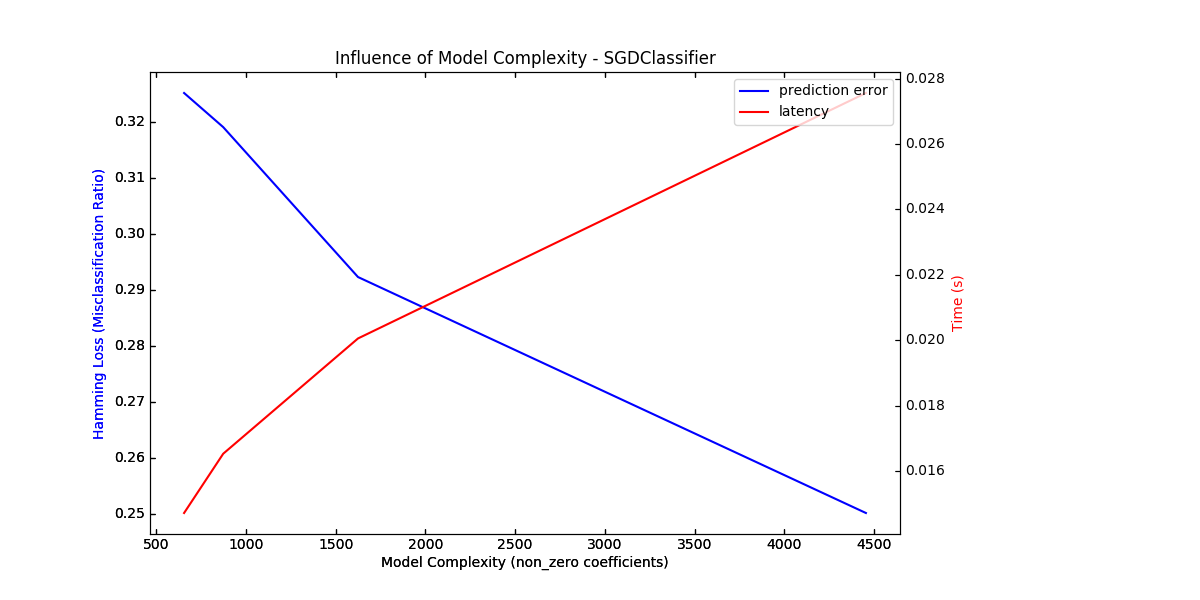 Influence of Model Complexity - SGDClassifier
prediction error
latency
Hamming Loss (Misclassification Ratio)
0.32
0.31
0.30
0.29
0.28
0.27
0.26
0.25
0.028
0.026
0.024
0.022
0.020
0.018
0.016
Time (s)
500 1000 1500 2000 2500 3000 3500 4000 4500
Model Complexity (non_zero coefficients)